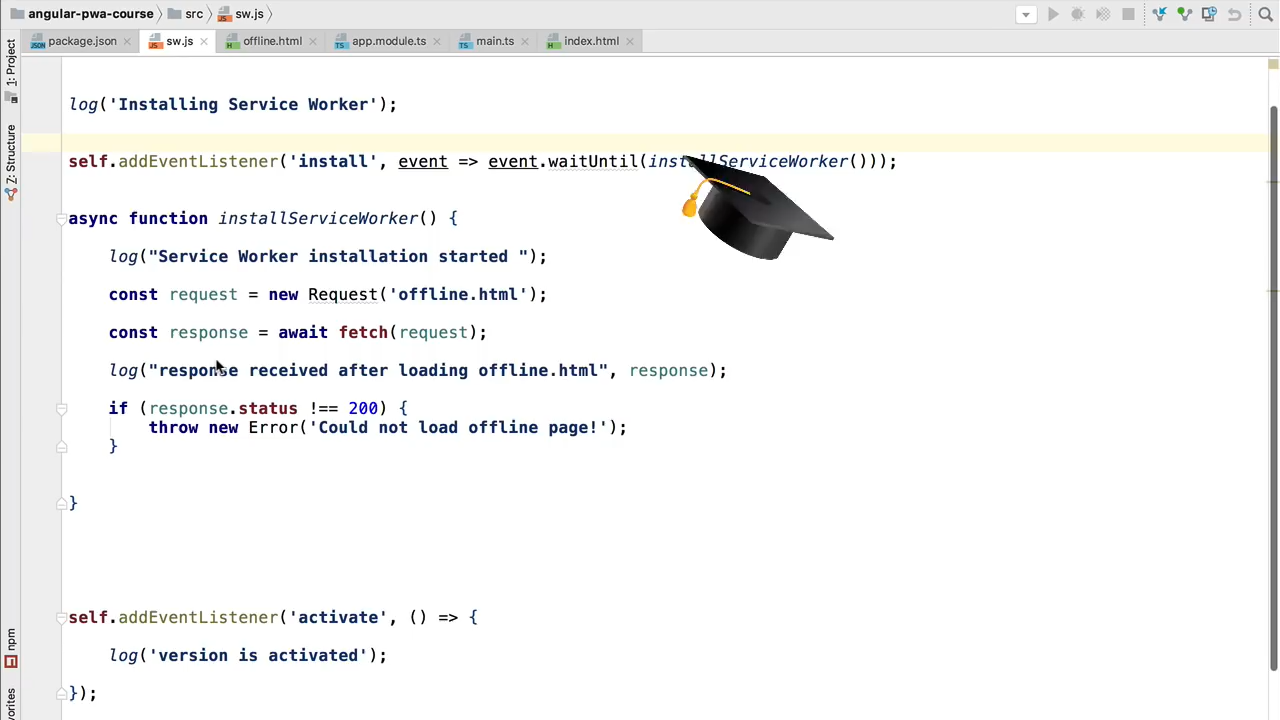 angular-pwa-course src sw.js
package.json sw.js offline.html app.module.ts main.ts index.html
1: Project
Z: Structure
npm
log('Installing Service Worker');
self.addEventListener('install', event => event.waitUntil(installServiceWorker()));
async function installServiceWorker() {
log("Service Worker installation started ");
const request = new Request('offline.html');
const response = await fetch(request);
log("response received after loading offline.html", response);
if (response.status !== 200) {
throw new Error('Could not load offline page!');
}
}
self.addEventListener('activate', () => {
log('version is activated');
});